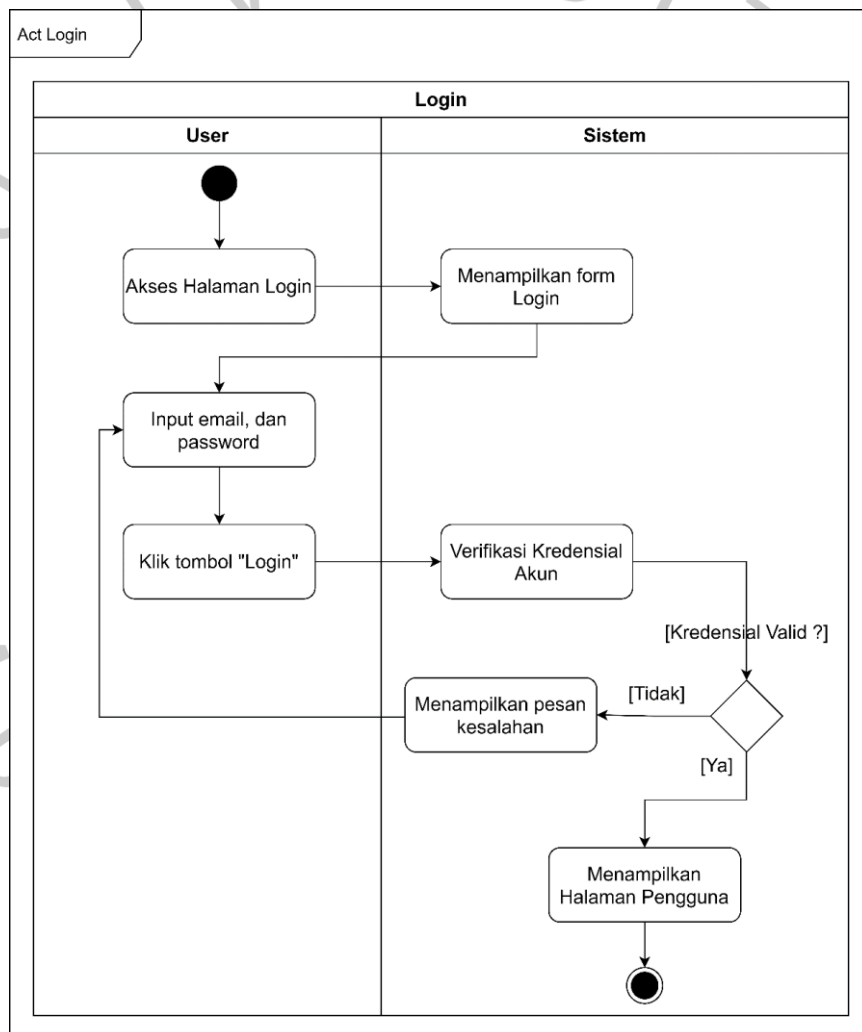 Act Login
Login
User
Sistem
Akses Halaman Login
Menampilkan form
Login
Input email, dan
password
Klik tombol "Login"
Verifikasi Kredensial
Akun
[Kredensial Valid ?]
[Tidak]
Menampilkan pesan
kesalahan
[Ya]
Menampilkan
Halaman Pengguna